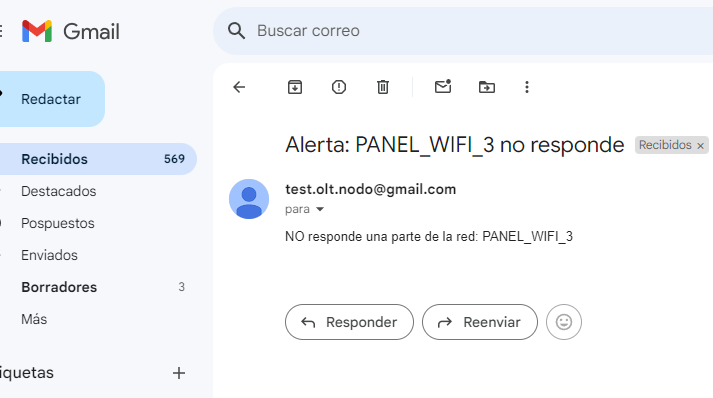 Gmail
Buscar correo
Redactar
Recibidos 569
Destacados
Pospuestos
Enviados
Borradores 3
Más
iquetas +
Alerta: PANEL_WIFI_3 no responde Recibidos ×
test.olt.nodo@gmail.com
para
NO responde una parte de la red: PANEL_WIFI_3
Responder Reenviar